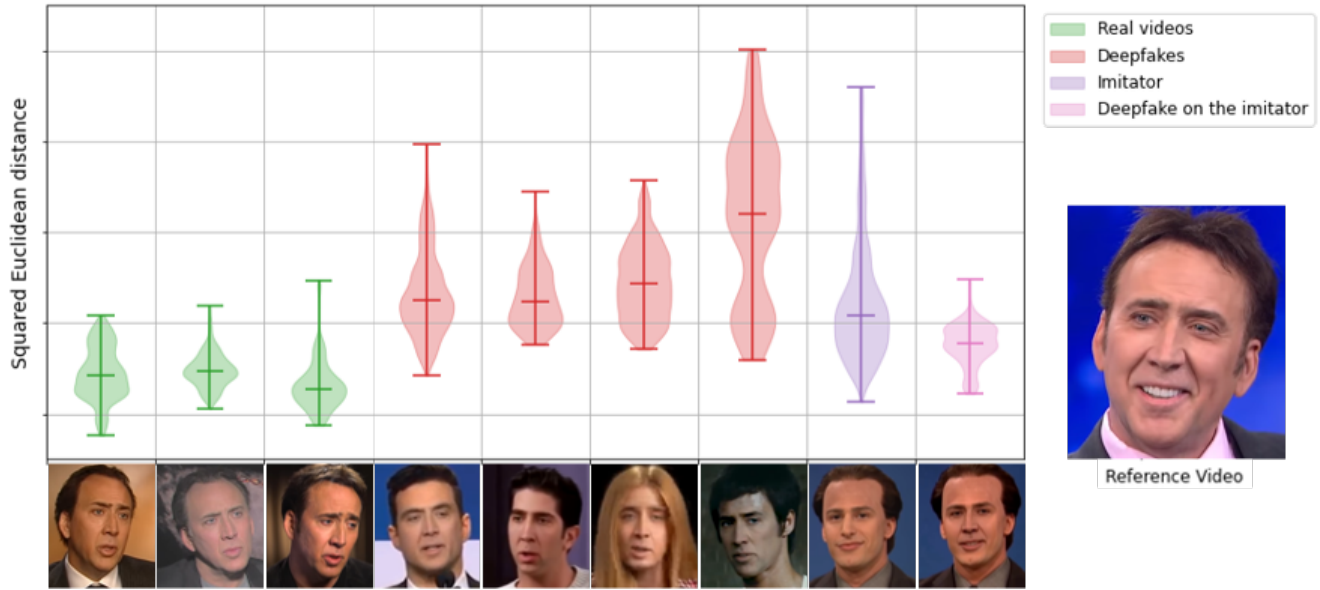 Squared Euclidean distance
Real videos
Deepfakes
Imitator
Deepfake on the imitator
Reference Video